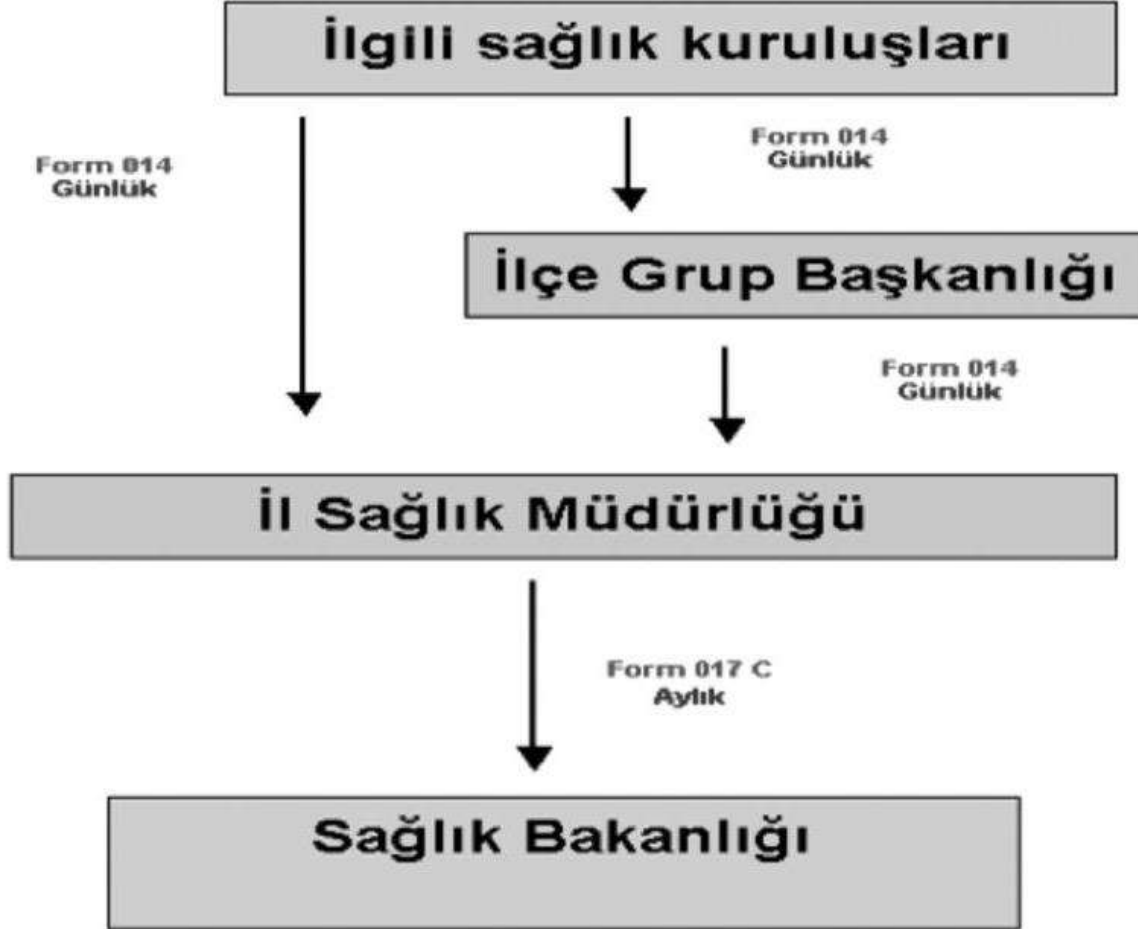 İlgili sağlık kuruluşları
Form 014
Günlük
Form 014
Günlük
İlçe Grup Başkanlığı
Form 014
Günlük
İl Sağlık Müdürlüğü
Form 017 C
Aylık
Sağlık Bakanlığı